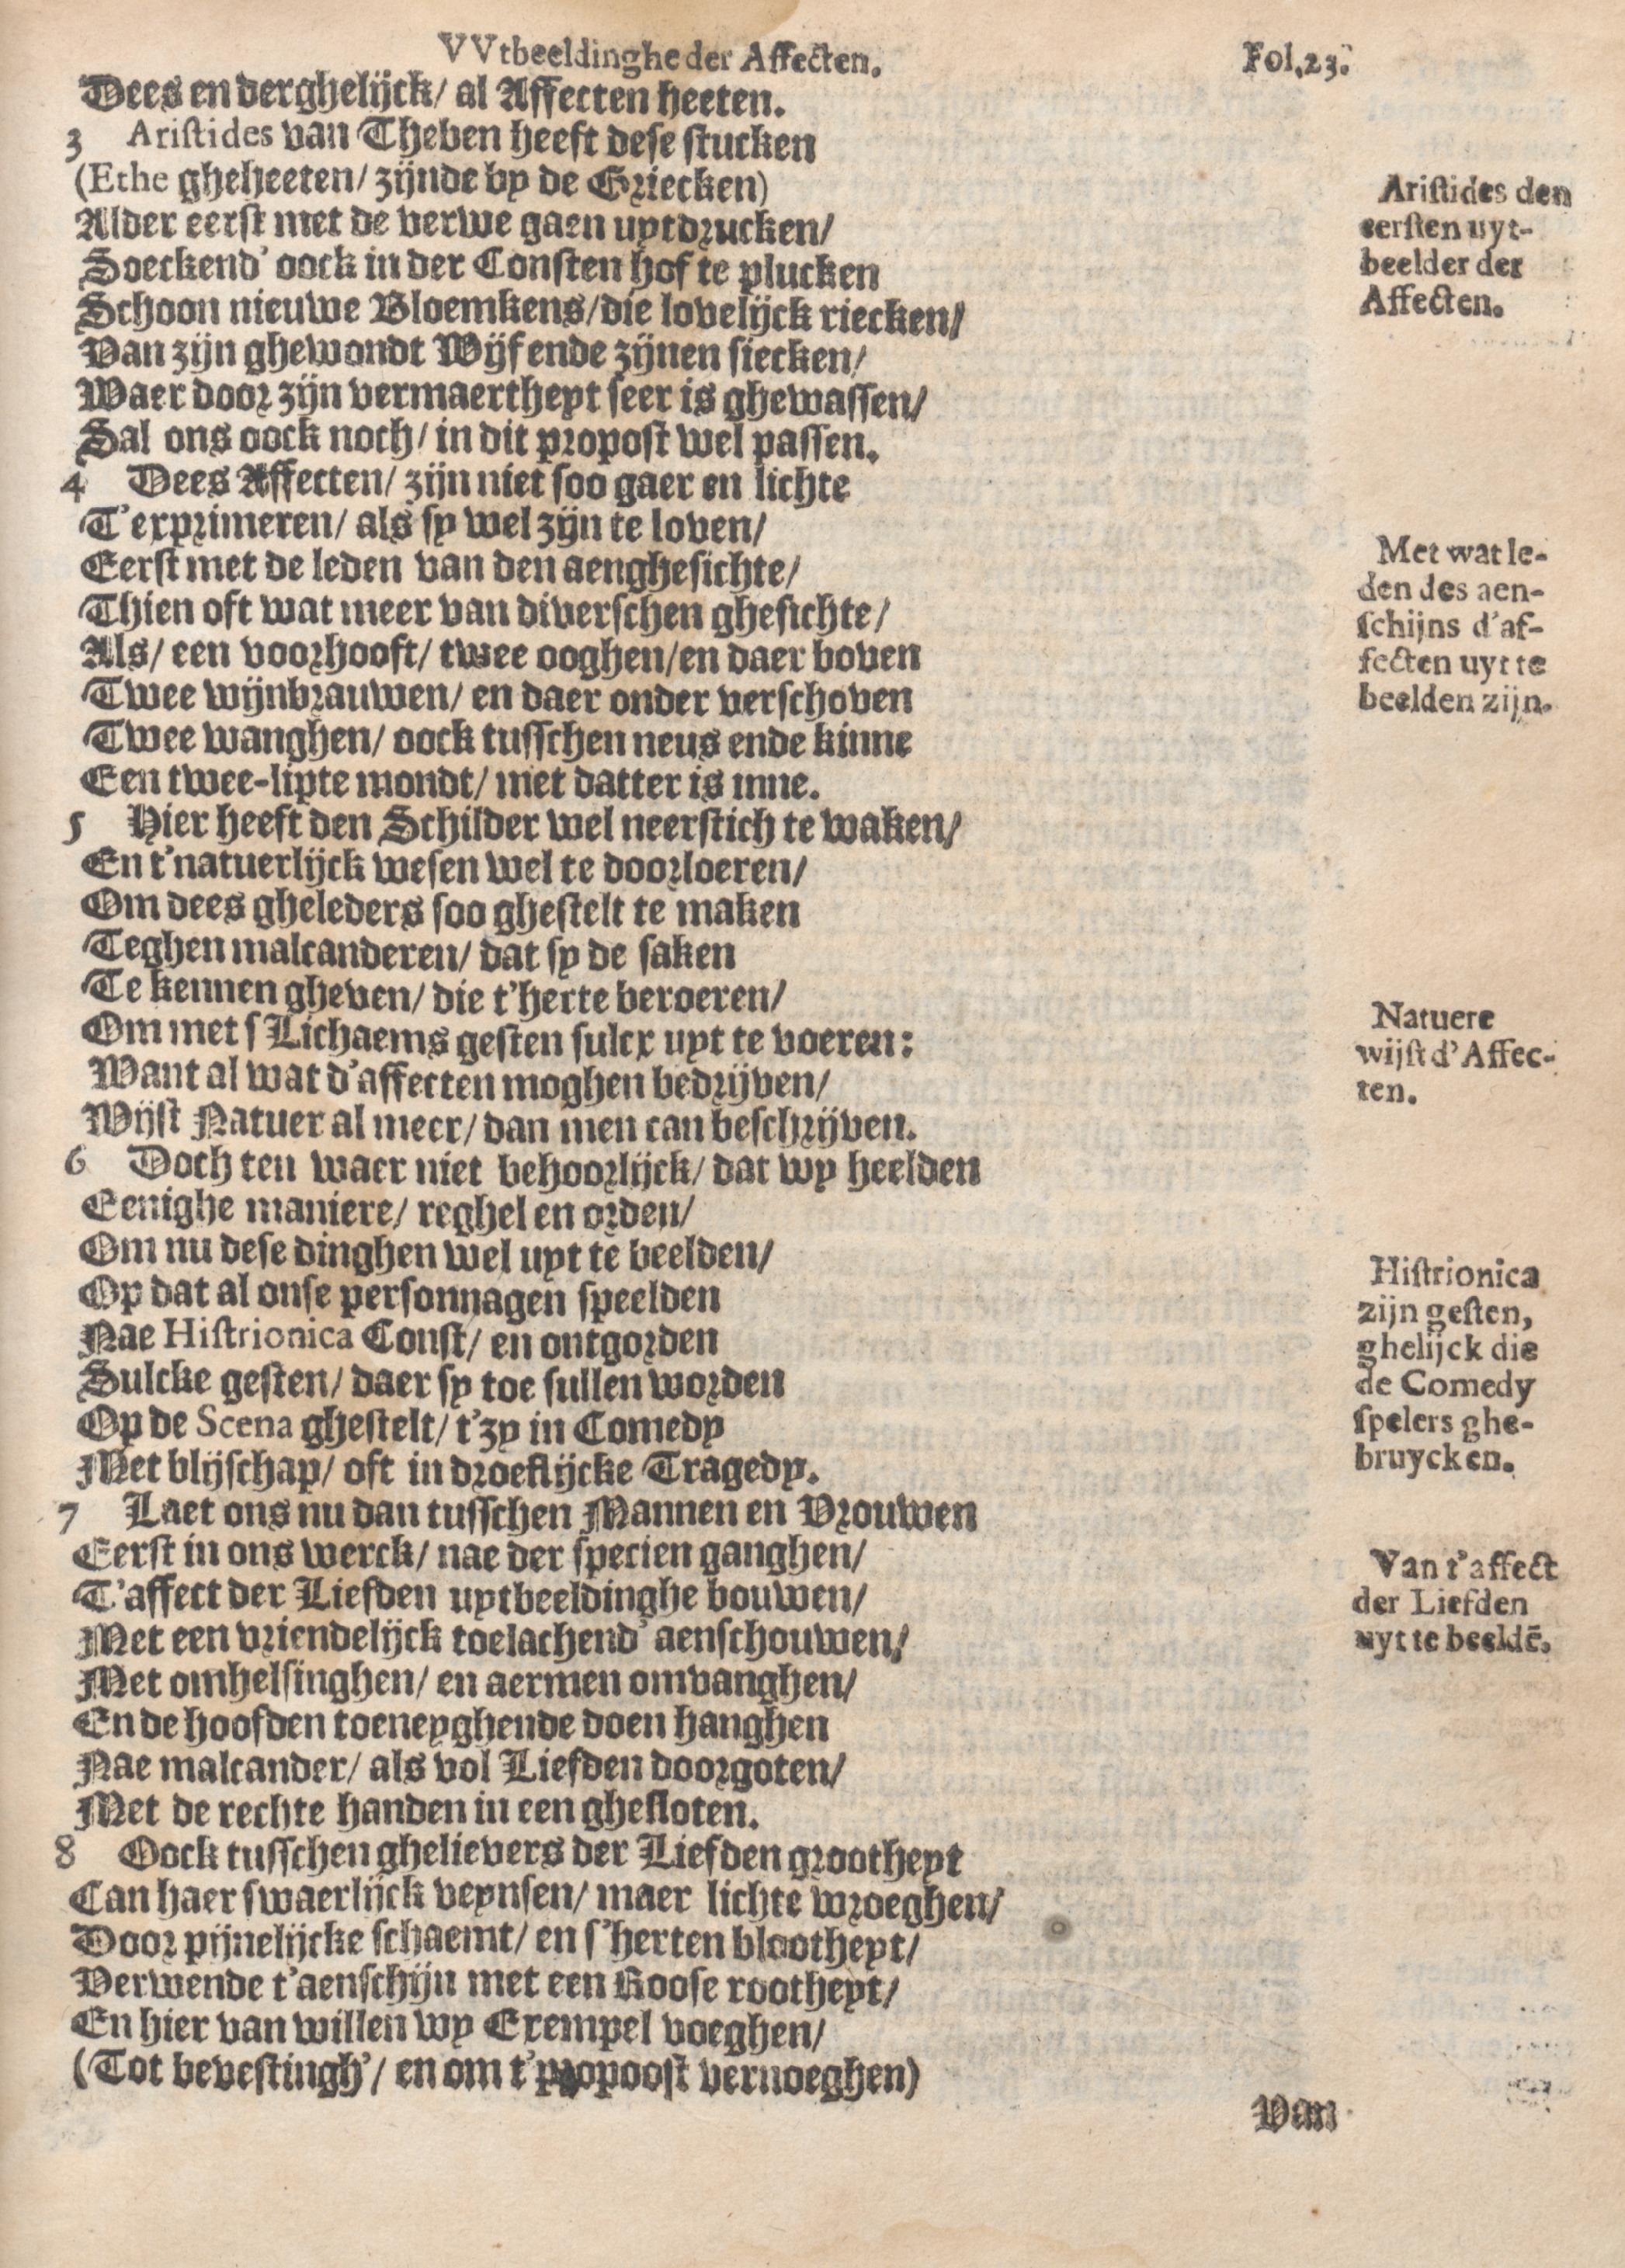 VVtbeeldinghe der Affecten.
Fol.23.
Dees en derghelijck/ al Affecten heeten.
3 Aristides van Theben heeft dese stucken
(Ethe gheheeten/ zijnde by de Griecken)
Alder eerst met de verwe gaen uytdrucken/
Soeckend' oock in der Consten hof te plucken
Schoon nieuwe Bloemkens/die lovelijck riecken/
Van zijn ghewondt Wijf ende zijnen siecken/
Waer door zijn vermaertheyt seer is ghewassen/
Sal ons oock noch/ in dit propost wel passen.
4 Dees Affecten/ zijn niet soo gaer en lichte
T'exprimeren/ als sy wel zijn te loven/
Eerst met de leden van den aenghesichte/
Thien oft wat meer van diverschen ghesichte/
Als/ een voorhooft/ twee ooghen/en daer boven
Twee wijnbrauwen/ en daer onder verschoven
Twee wanghen/ oock tusschen neus ende kinne
Een twee-lipte mondt/ met datter is inne.
5 Hier heeft den Schilder wel neerstich te waken/
En t'natuerlijck wesen wel te doorloeren/
Om dees gheleders soo ghestelt te maken
Teghen malcanderen/ dat sy de saken
Te kennen gheven/ die t'herte beroeren/
Om met s Lichaems gesten sulcx uyt te voeren:
Want al wat d'affecten moghen bedrijven/
Wijst Natuer al meer/ dan men can beschrijven.
6 Doch ten waer niet behoorlijck/ dat wy heelden
Eenighe maniere/ reghel en orden/
Om nu dese dinghen wel uyt te beelden/
Op dat al onse personnagen speelden
Nae Histrionica Const/ en ontgorden
Sulcke gesten/ daer sy toe sullen worden
Op de Scena ghestelt/ t'zy in Comedy
Met blijschap/ oft in droeflijcke Tragedy.
7 Laet ons nu dan tusschen Mannen en Vrouwen
Eerst in ons werck/ nae der specien ganghen/
T'affect der Liefden uytbeeldinghe bouwen/
Met een vriendelijck toelachend' aenschouwen/
Met omhelsinghen/ en aermen omvanghen/
En de hoofden toeneyghende doen hanghen
Nae malcander/ als vol Liefden doorgoten/
Met de rechte handen in een ghesloten.
8 Oock tusschen ghelievers der Liefden grootheyt
Can haer swaerlijck veynsen/ maer lichte wroeghen/
Door pijnelijcke schaemt/ en s'herten blootheyt/
Verwende t'aenschijn met een Roose rootheyt/
En hier van willen wy Exempel voeghen/
(Tot bevestingh'/ en om t'propoost vernoeghen)
Van
Aristides den
eersten uyt-
beelder der
Affecten.
Met wat le-
den des aen-
schijns d'af-
fecten uyt te
beelden zijn.
Natuere
wijst d'Affec-
ten.
Histrionica
zijn gesten,
ghelijck die
de Comedy
spelers ghe-
bruycken.
Van t'affect
der Liefden
uyt te beeldē.